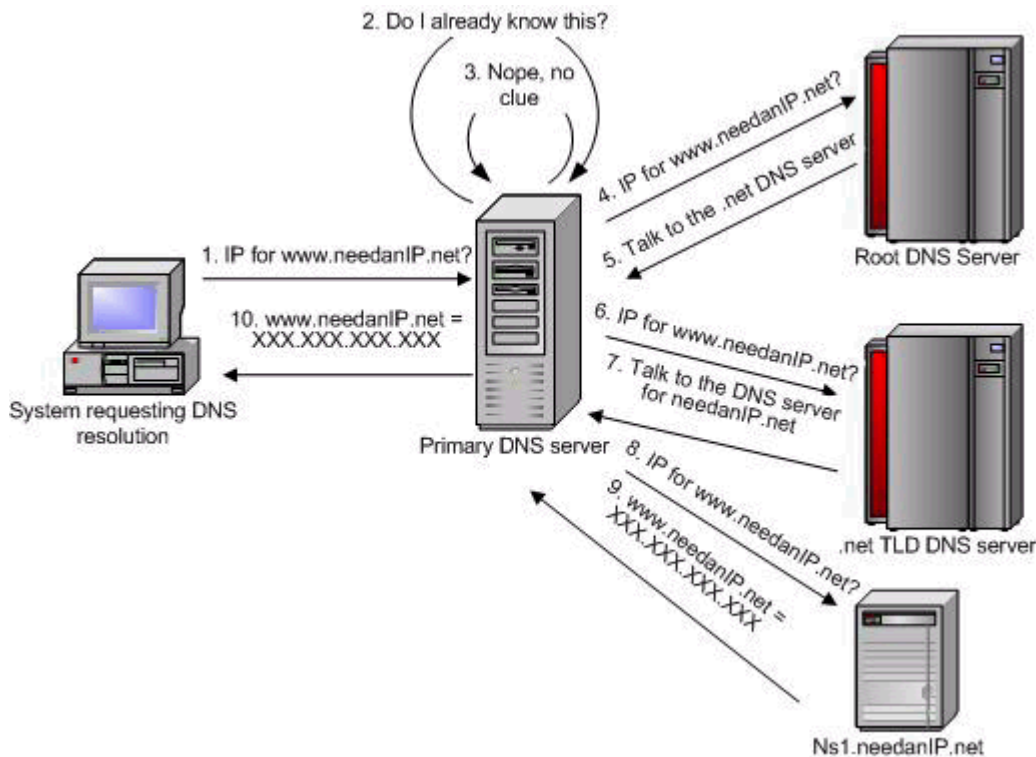 2. Do I already know this?
3. Nope, no
clue
4. IP for www.needanIP.net?
5. Talk to the .net DNS server
Root DNS Server
1. IP for www.needanIP.net?
10. www.needanIP.net =
XXX.XXX.XXX.XXX
System requesting DNS
resolution
Primary DNS server
6. IP for www.needanIP.net?
7. Talk to the DNS server
for needanIP.net
.net TLD DNS server
8. IP for www.needanIP.net?
9. www.needanIP.net =
XXX.XXX.XXX.XXX
Ns1.needanIP.net